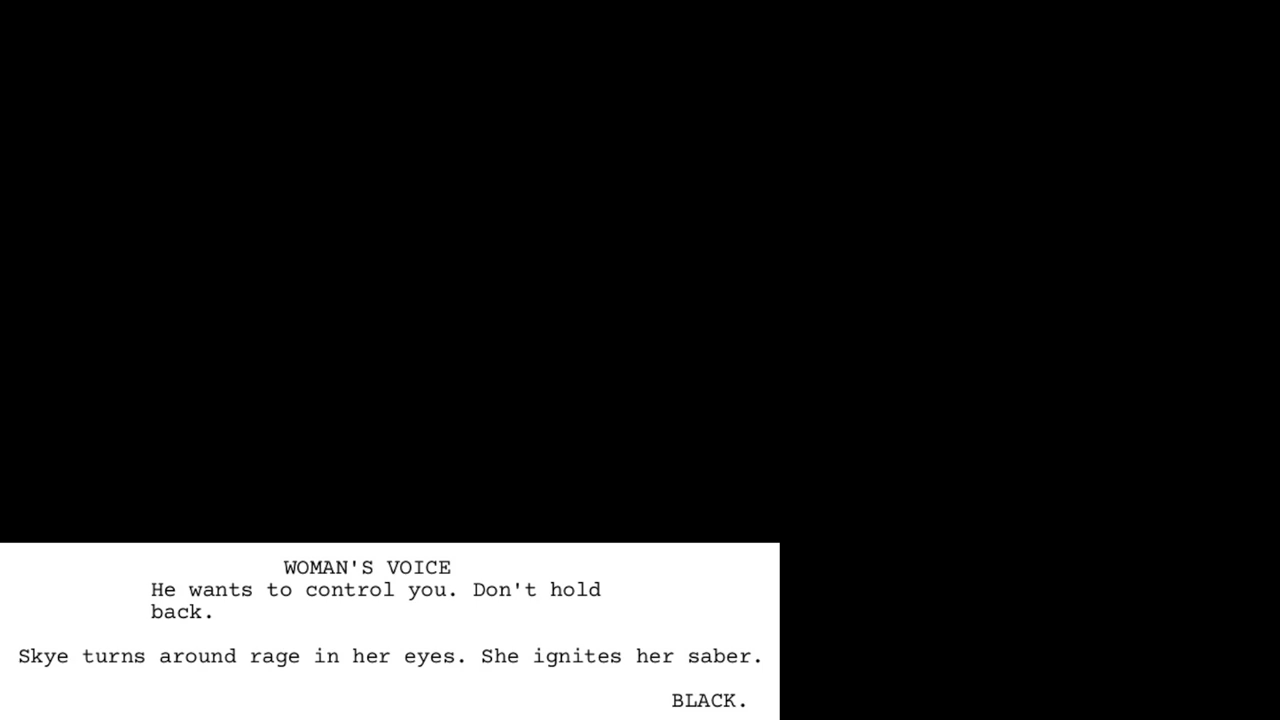 WOMAN'S VOICE
He wants to control you. Don't hold
back.
Skye turns around rage in her eyes. She ignites her saber.
BLACK.